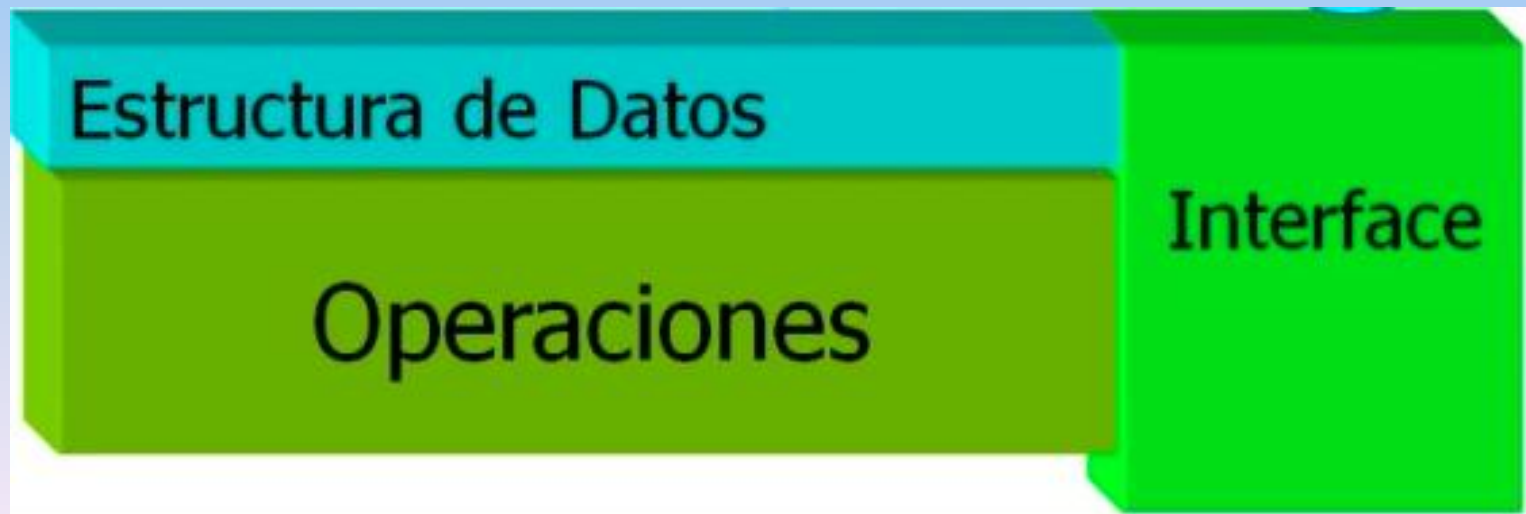 Estructura de Datos
Operaciones
Interface